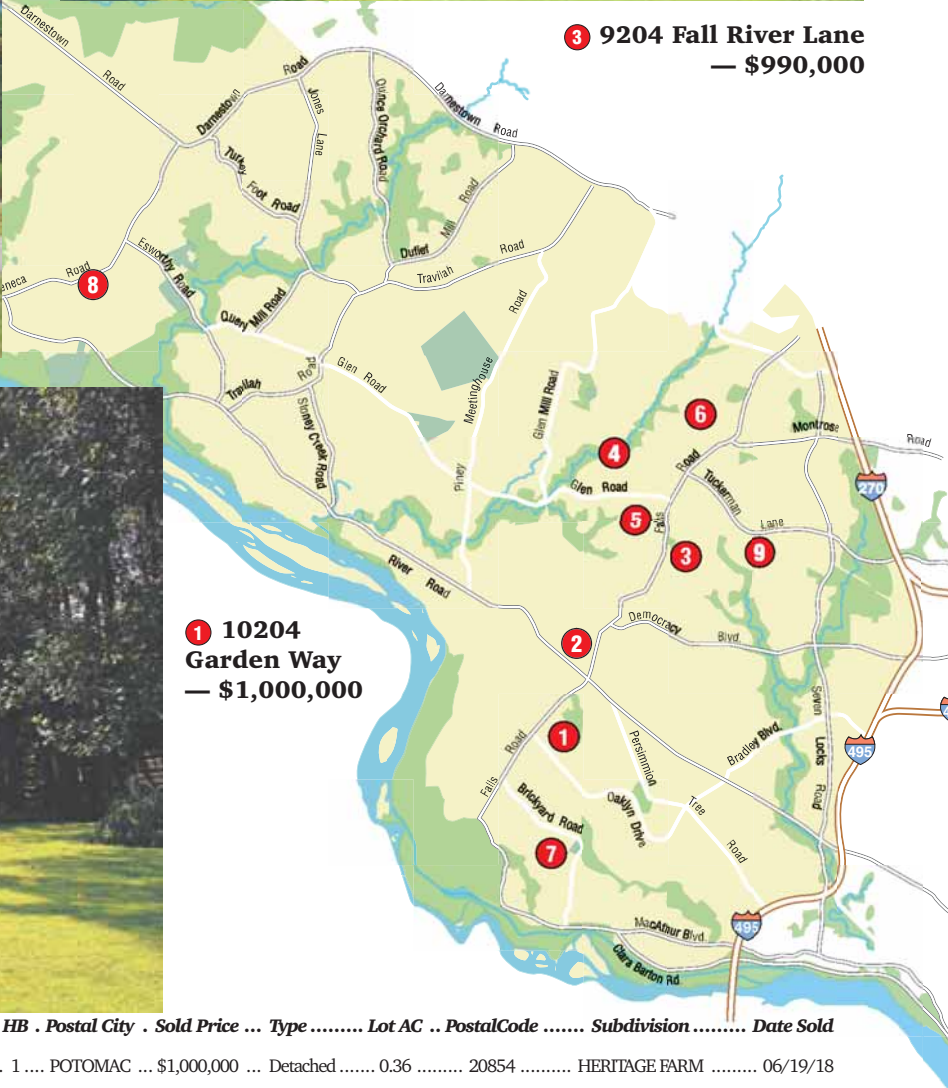 3 9204 Fall River Lane
— $990,000
Darnestown
Road
Darnestown
Road
Jones
Lane
Quince Orchard Road
Darnestown
Road
Turkey
Foot Road
Dufief
Mill
Road
Travilah
Road
Esworthy Road
eneca
Road
8
Query Mill Road
Road
Glen Road
Travilah
Road
Stoney Creek Road
Piney
Meetinghouse
Road
Glen Mill Road
6
4
Montrose
Road
270
Road
Tuckerman
Lane
Glen Road
5
Falls
3
9
River Road
1 10204
Garden Way
— $1,000,000
2
Democracy
Blvd.
Seven
Locks
Road
1
Persimmion
Tree
Road
Bradley Blvd.
495
Falls
Road
Oaklyn Drive
Brickyard Road
7
MacArthur Blvd.
495
Clara Barton Rd.
HB . Postal City . Sold Price ... Type ......... Lot AC .. PostalCode ....... Subdivision ......... Date Sold
. 1 .... POTOMAC ... $1,000,000 ... Detached ....... 0.36 ......... 20854 .......... HERITAGE FARM ......... 06/19/18